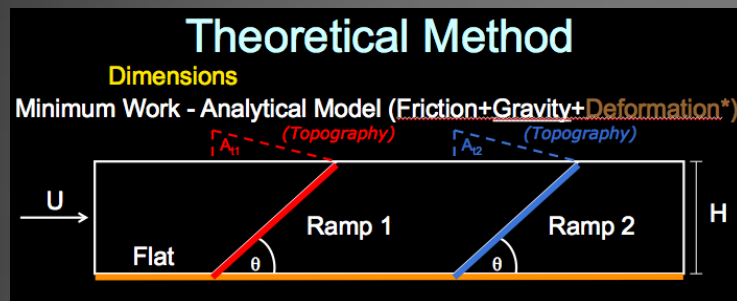 Theoretical Method
Dimensions
Minimum Work - Analytical Model (Friction+Gravity+Deformation*)
(Topography) (Topography)
At1 At2
U
Ramp 1 Ramp 2 H
Flat θ θ